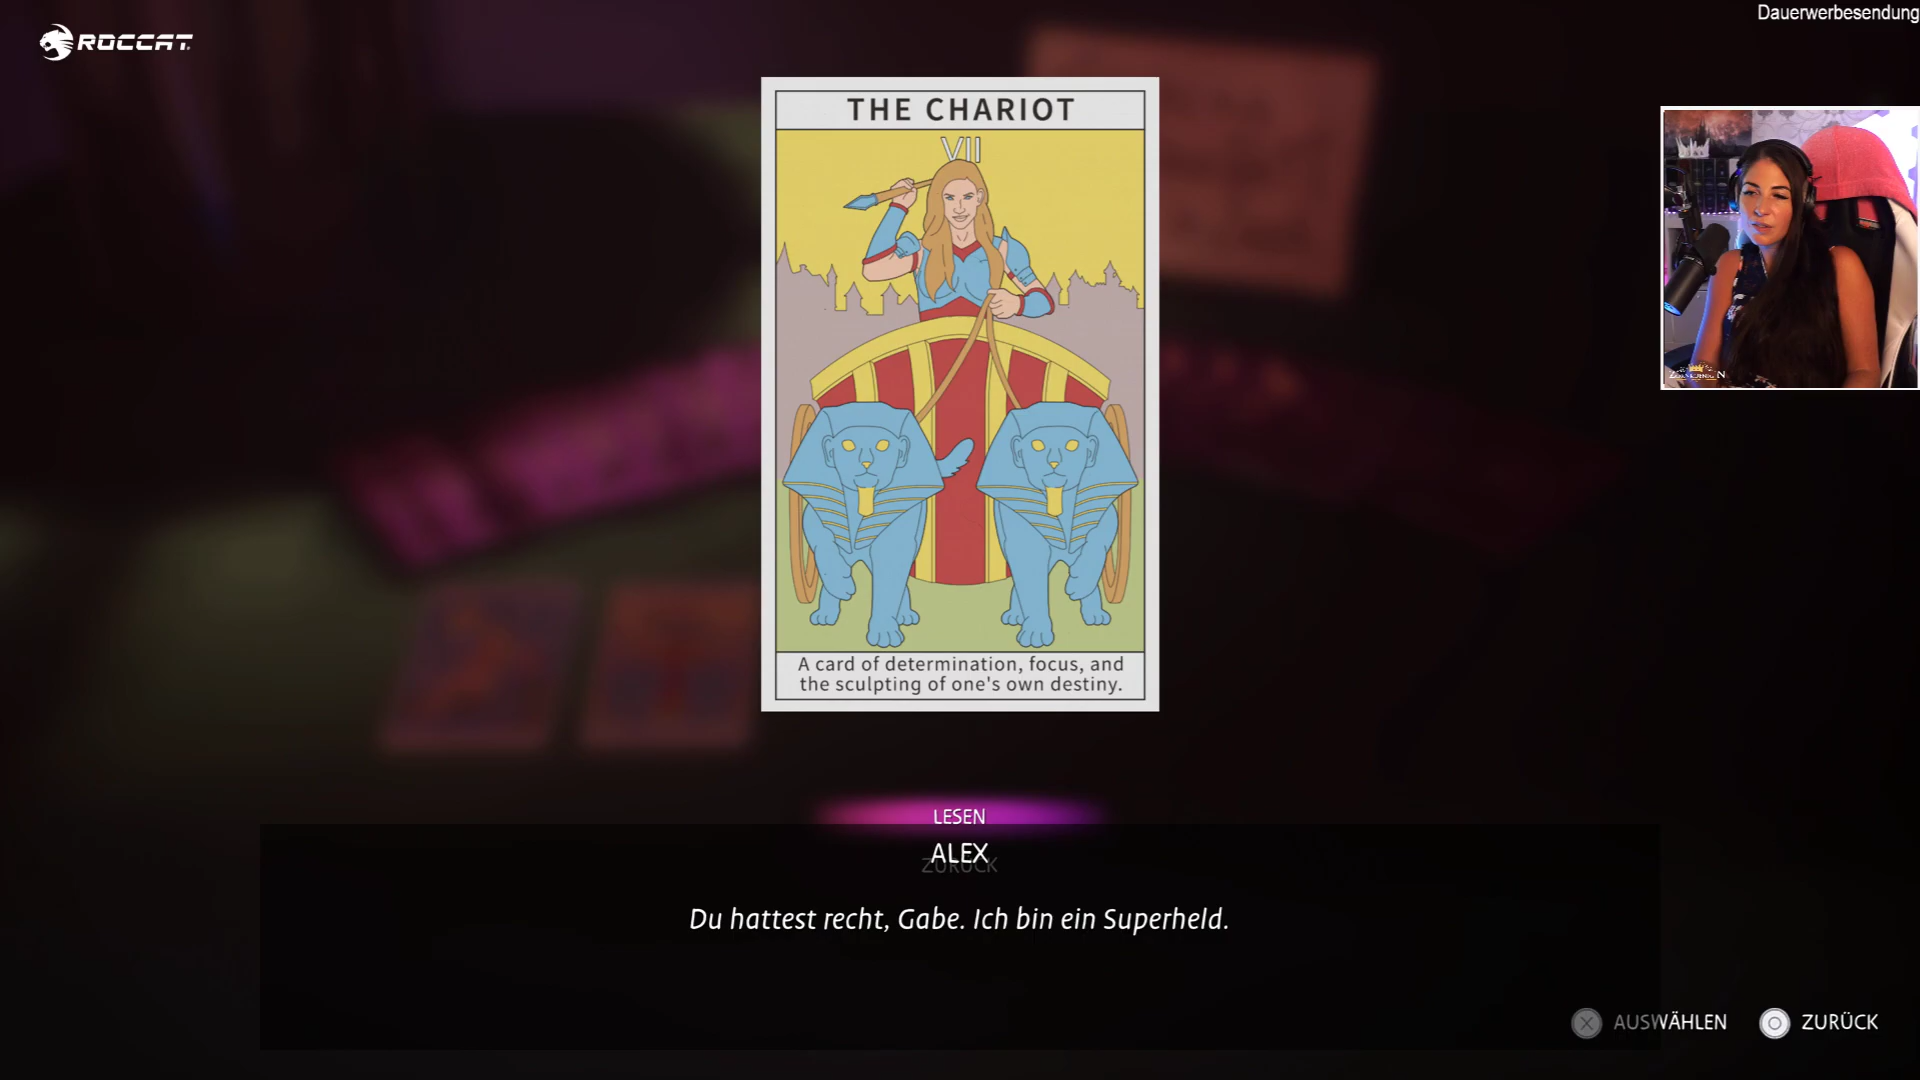 ROCCAT
Dauerwerbesendung
THE CHARIOT
VII
A card of determination, focus, and
the sculpting of one's own destiny.
LESEN
ALEX
ZURÜCK
Du hattest recht, Gabe. Ich bin ein Superheld.
AUSWÄHLEN
ZURÜCK